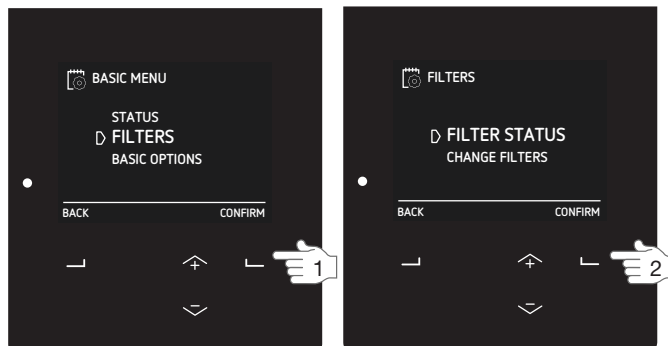 BASIC MENU
STATUS
FILTERS
BASIC OPTIONS
BACK CONFIRM
+
-
1
FILTERS
FILTER STATUS
CHANGE FILTERS
BACK CONFIRM
+
-
2